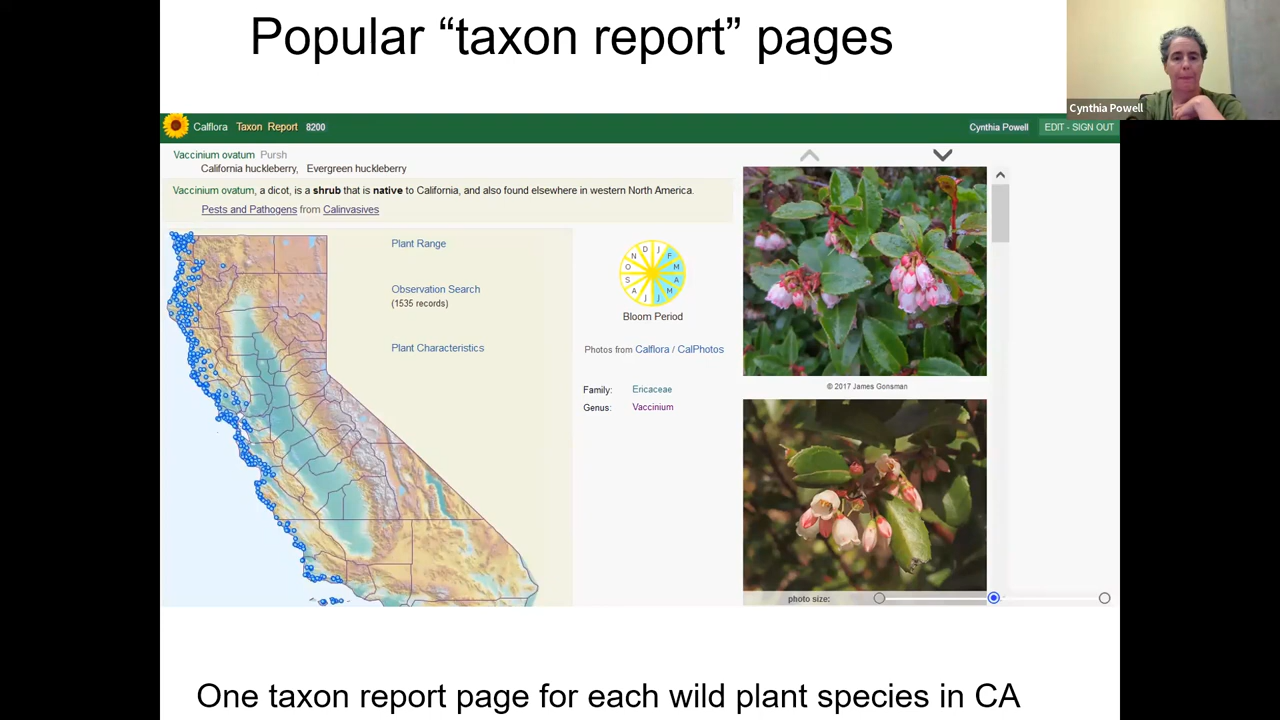 Popular “taxon report” pages
Cynthia Powell
Calflora Taxon Report 8200
Cynthia Powell EDIT - SIGN OUT
Vaccinium ovatum Pursh
California huckleberry, Evergreen huckleberry
Vaccinium ovatum, a dicot, is a shrub that is native to California, and also found elsewhere in western North America.
Pests and Pathogens from Calinvasives
Plant Range
Observation Search
(1535 records)
Plant Characteristics
J
F
M
A
M
J
J
A
S
O
N
D
Bloom Period
Photos from Calflora / CalPhotos
Family: Ericaceae
Genus: Vaccinium
© 2017 James Gonsman
photo size:
One taxon report page for each wild plant species in CA